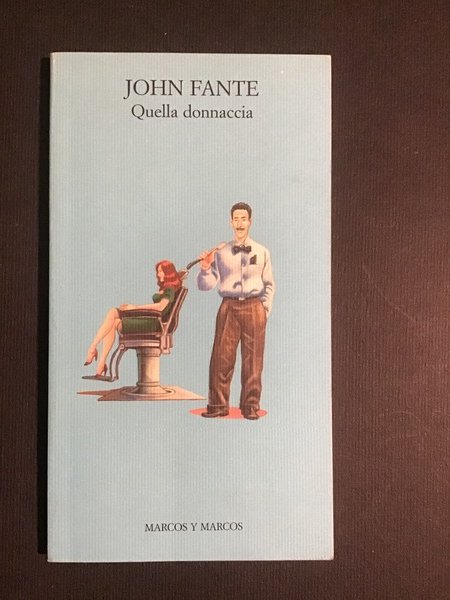 JOHN FANTE
Quella donnaccia
MARCOS Y MARCOS